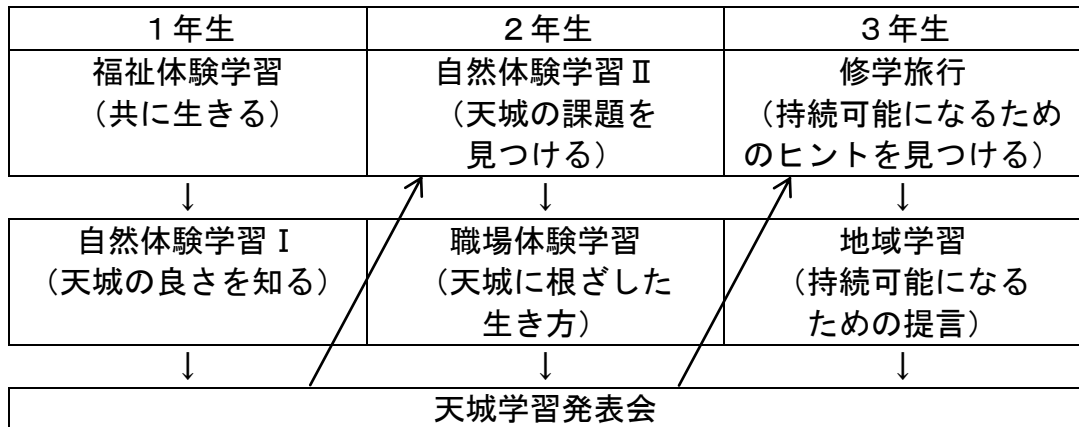 １年生
２年生
３年生
福祉体験学習
（共に生きる）
自然体験学習Ⅱ
（天城の課題を
見つける）
修学旅行
（持続可能になるため
のヒントを見つける）
↓
↓
↓
自然体験学習Ⅰ
（天城の良さを知る）
職場体験学習
（天城に根ざした
生き方）
地域学習
（持続可能になる
ための提言）
↓
↓
↓
天城学習発表会